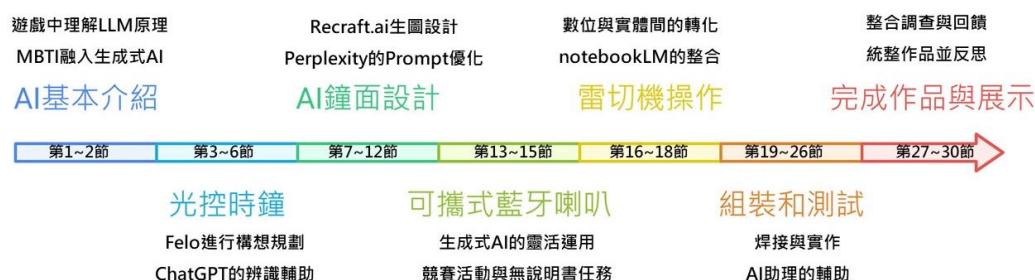 遊戲中理解LLM原理
MBTI融入生成式AI
AI基本介紹
Recraft.ai生圖設計
Perplexity的Prompt優化
AI鐘面設計
數位與實體間的轉化
notebookLM的整合
雷切機操作
整合調查與回饋
統整作品並反思
完成作品與展示
第1~2節
第3~6節
第7~12節
第13~15節
第16~18節
第19~26節
第27~30節
光控時鐘
Felo進行構想規劃
ChatGPT的辨識輔助
可攜式藍牙喇叭
生成式AI的靈活運用
競賽活動與無說明書任務
組裝和測試
焊接與實作
AI助理的輔助